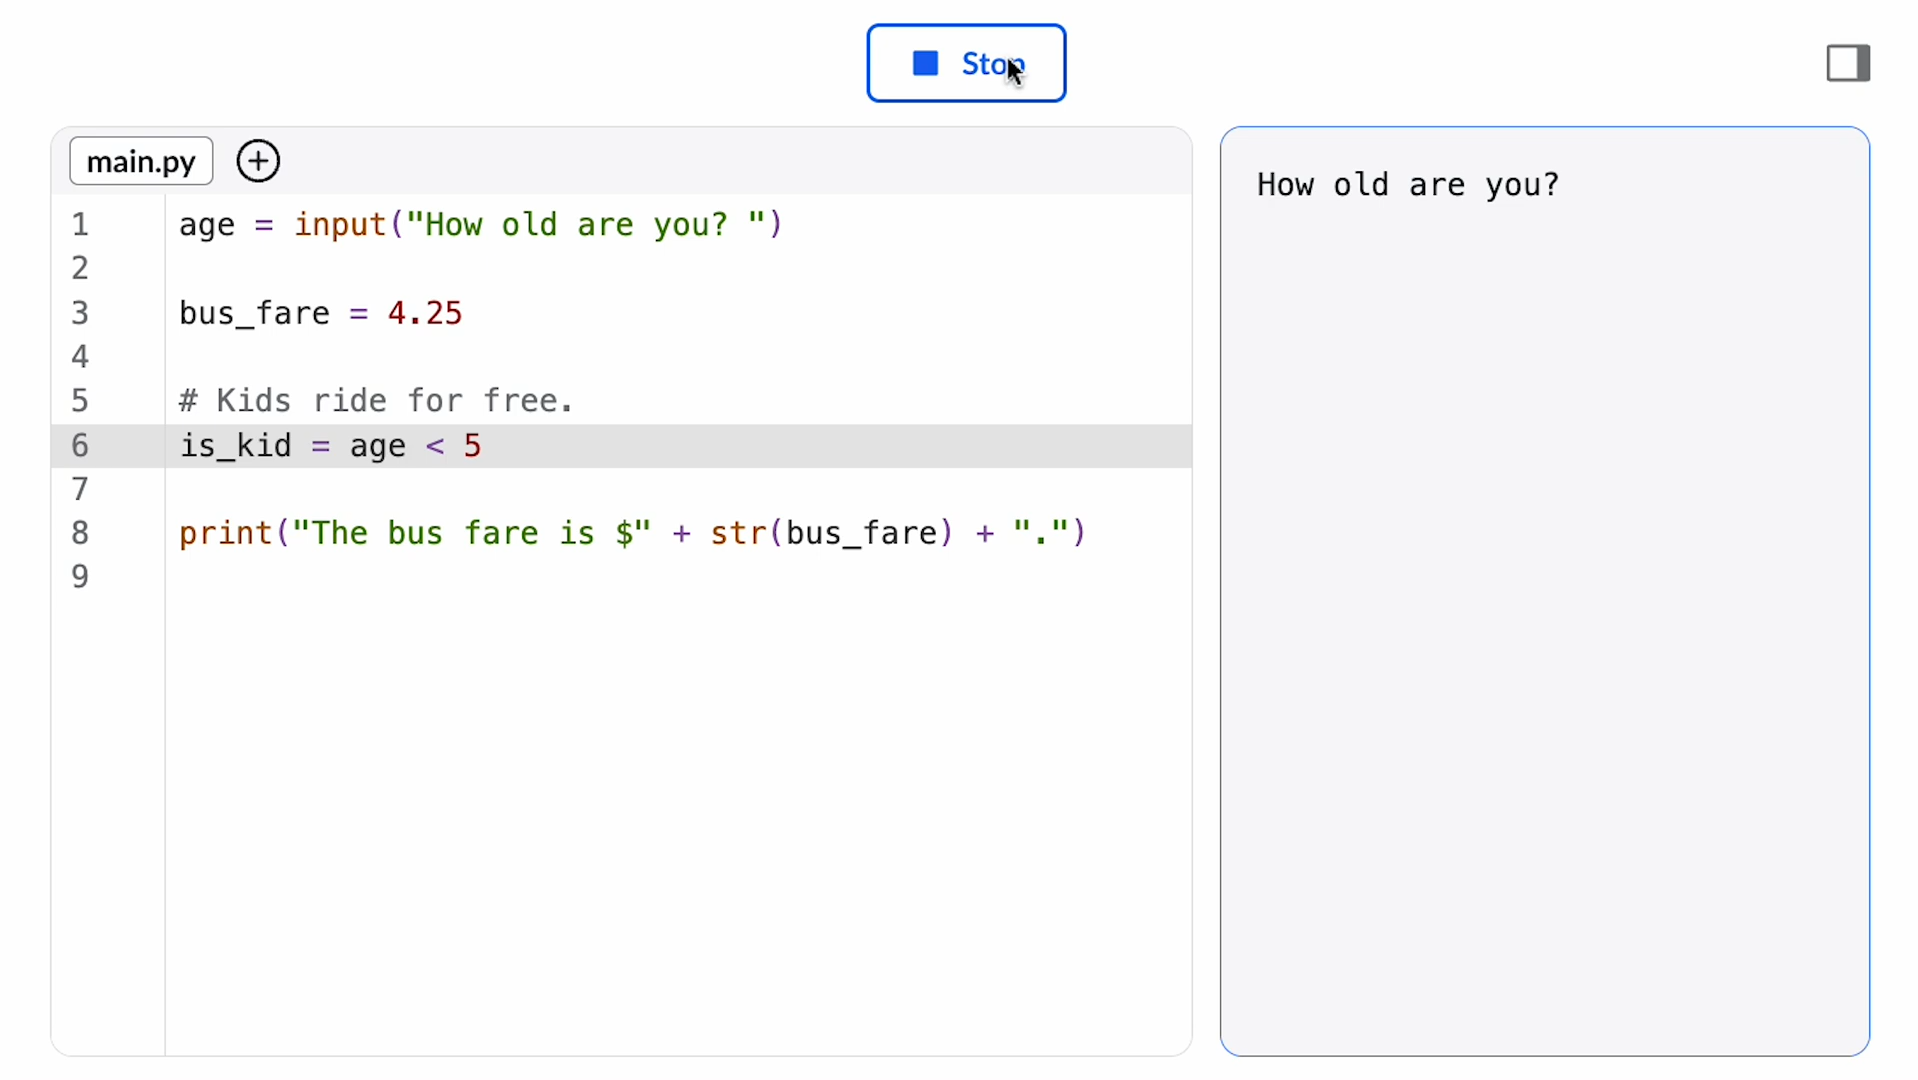 Stop
main.py
1 age = input("How old are you? ")
2
3 bus_fare = 4.25
4
5 # Kids ride for free.
6 is_kid = age < 5
7
8 print("The bus fare is $" + str(bus_fare) + ".")
9
How old are you?